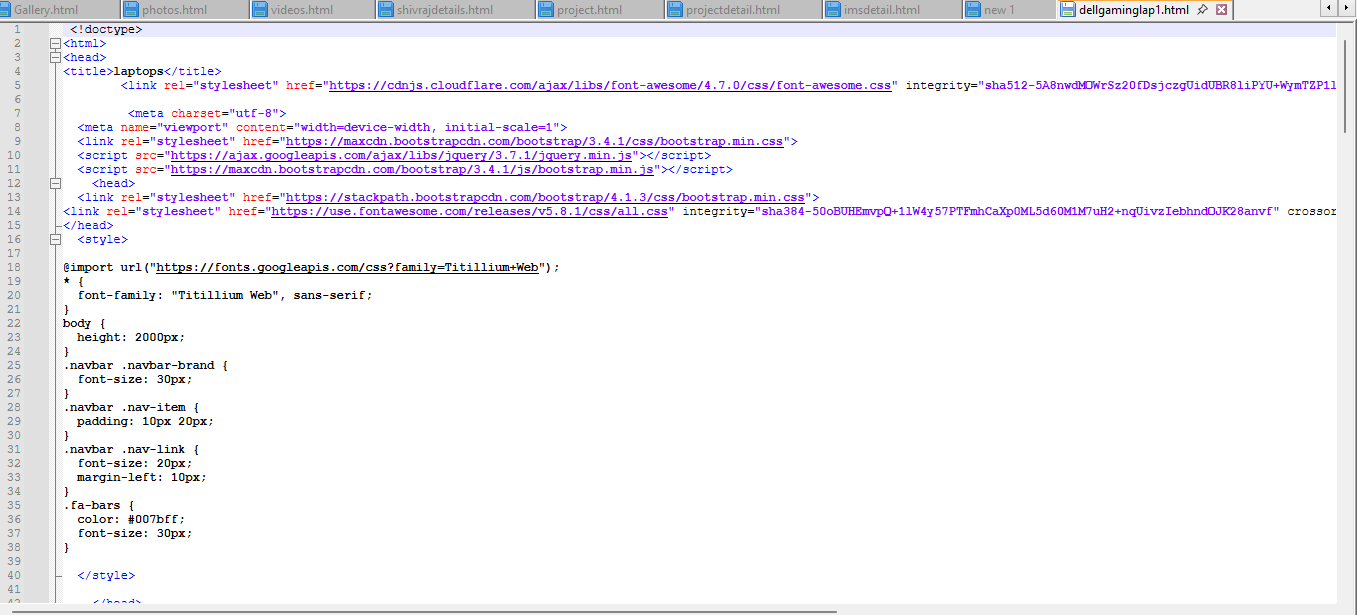 Gallery.html photos.html videos.html shivrajdetails.html project.html projectdetail.html imsdetail.html new 1 dellgaminglap1.html
1 <!doctype>
2 <html>
3 <head>
4 <title>laptops</title>
5 <link rel="stylesheet" href="https://cdnjs.cloudflare.com/ajax/libs/font-awesome/4.7.0/css/font-awesome.css" integrity="sha512-5A8nwdMOWrSz20fDsjczgUidUBR8liPYU+WymTZP1l
6
7 <meta charset="utf-8">
8 <meta name="viewport" content="width=device-width, initial-scale=1">
9 <link rel="stylesheet" href="https://maxcdn.bootstrapcdn.com/bootstrap/3.4.1/css/bootstrap.min.css">
10 <script src="https://ajax.googleapis.com/ajax/libs/jquery/3.7.1/jquery.min.js"></script>
11 <script src="https://maxcdn.bootstrapcdn.com/bootstrap/3.4.1/js/bootstrap.min.js"></script>
12 <head>
13 <link rel="stylesheet" href="https://stackpath.bootstrapcdn.com/bootstrap/4.1.3/css/bootstrap.min.css">
14 <link rel="stylesheet" href="https://use.fontawesome.com/releases/v5.8.1/css/all.css" integrity="sha384-50oBUHEmvpQ+1lW4y57PTFmhCaXp0ML5d60M1M7uH2+nqUivzIebhndOJK28anvf" crossor
15 </head>
16 <style>
17
18 @import url("https://fonts.googleapis.com/css?family=Titillium+Web");
19 * {
20 font-family: "Titillium Web", sans-serif;
21 }
22 body {
23 height: 2000px;
24 }
25 .navbar .navbar-brand {
26 font-size: 30px;
27 }
28 .navbar .nav-item {
29 padding: 10px 20px;
30 }
31 .navbar .nav-link {
32 font-size: 20px;
33 margin-left: 10px;
34 }
35 .fa-bars {
36 color: #007bff;
37 font-size: 30px;
38 }
39
40 </style>
41
42 </head>